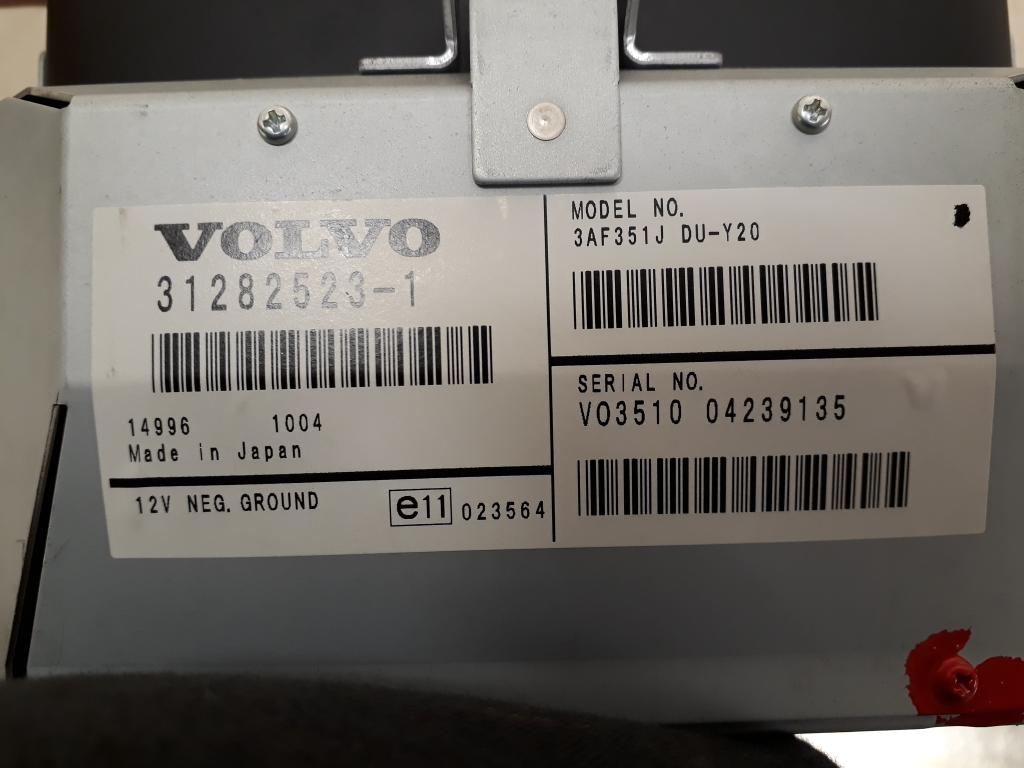 VOLVO
31282523-1
14996 1004
Made in Japan
12V NEG. GROUND
e11 023564
MODEL NO.
3AF351J DU-Y20
SERIAL NO.
VO3510 04239135